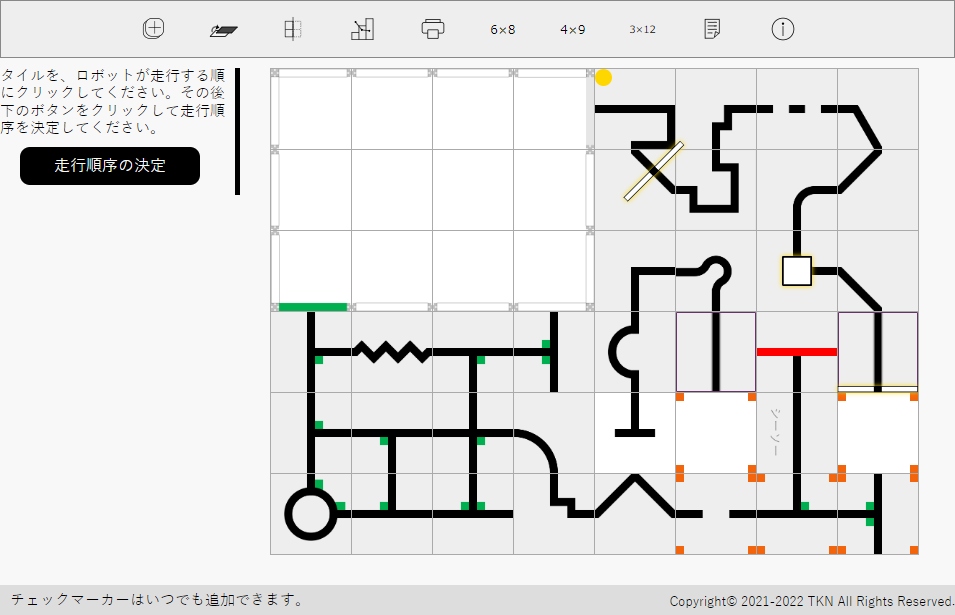 6×8
4×9
3×12
タイルを、ロボットが走行する順
にクリックしてください。その後
下のボタンをクリックして走行順
序を決定してください。
走行順序の決定
シーソー
チェックマーカーはいつでも追加できます。
Copyright© 2021-2022 TKN All Rights Reserved.